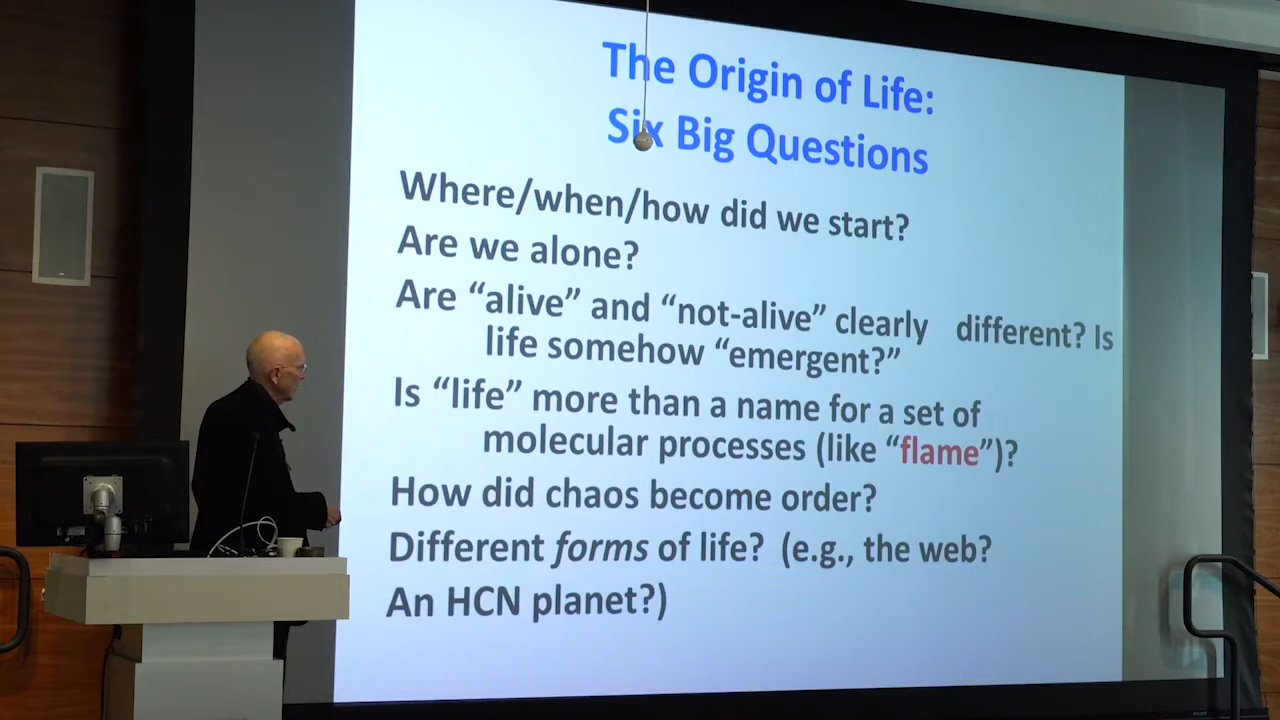 The Origin of Life:
Six Big Questions
Where/when/how did we start?
Are we alone?
Are “alive” and “not-alive” clearly different? Is
life somehow “emergent?”
Is “life” more than a name for a set of
molecular processes (like “flame”)?
How did chaos become order?
Different forms of life? (e.g., the web?
An HCN planet?)